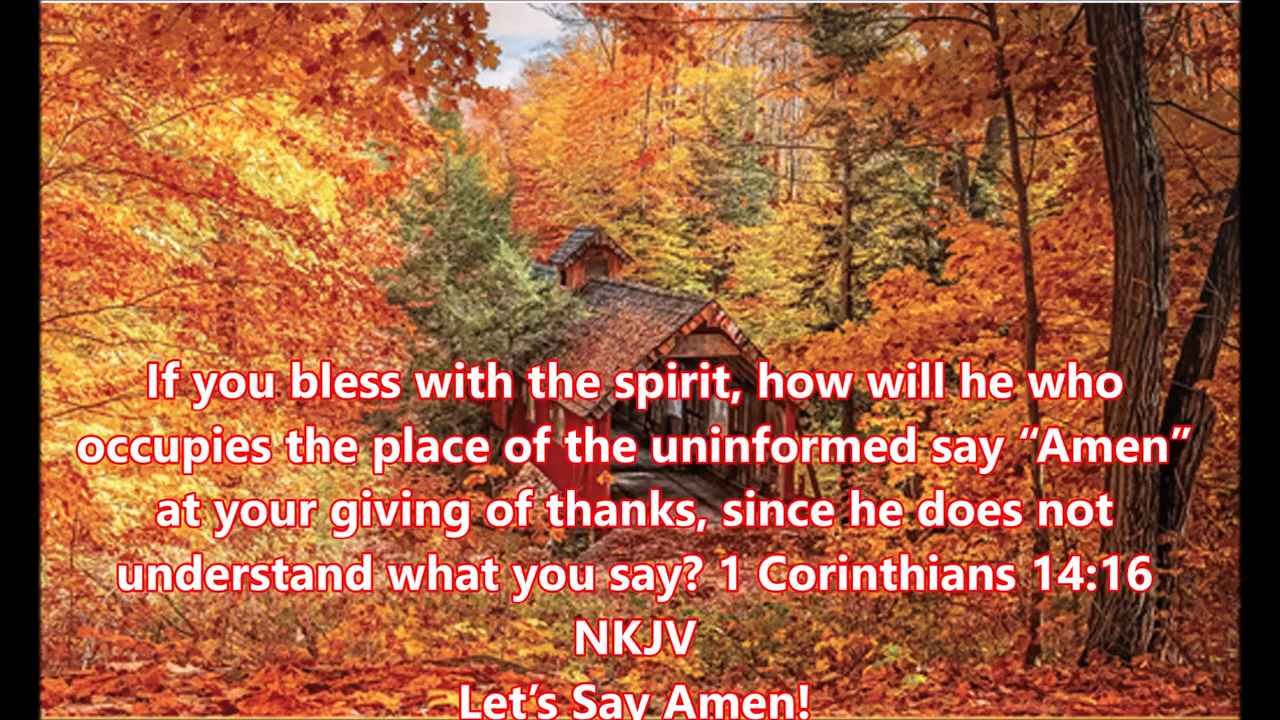 If you bless with the spirit, how will he who
occupies the place of the uninformed say “Amen”
at your giving of thanks, since he does not
understand what you say? 1 Corinthians 14:16
NKJV
Let’s Say Amen!